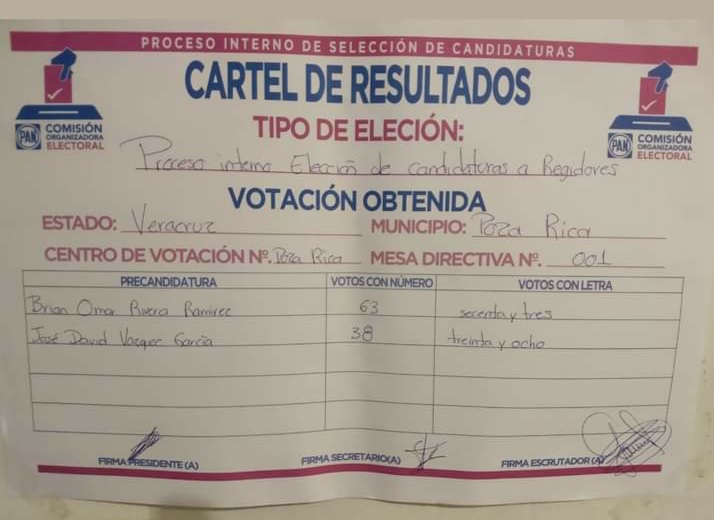 PROCESO INTERNO DE SELECCIÓN DE CANDIDATURAS
CARTEL DE RESULTADOS
PAN COMISIÓN ORGANIZADORA ELECTORAL
PAN COMISIÓN ORGANIZADORA ELECTORAL
TIPO DE ELECIÓN:
Proceso interno Elección de candidaturas a Regidores
VOTACIÓN OBTENIDA
ESTADO: Veracruz MUNICIPIO: Poza Rica
CENTRO DE VOTACIÓN Nº. Poza Rica MESA DIRECTIVA Nº. 001
PRECANDIDATURA VOTOS CON NÚMERO VOTOS CON LETRA
Brian Omar Rivera Ramirez 63 secenta y tres
José David Vazquez Garcia 38 treinta y ocho
FIRMA PRESIDENTE (A) FIRMA SECRETARIO(A) FIRMA ESCRUTADOR (A)